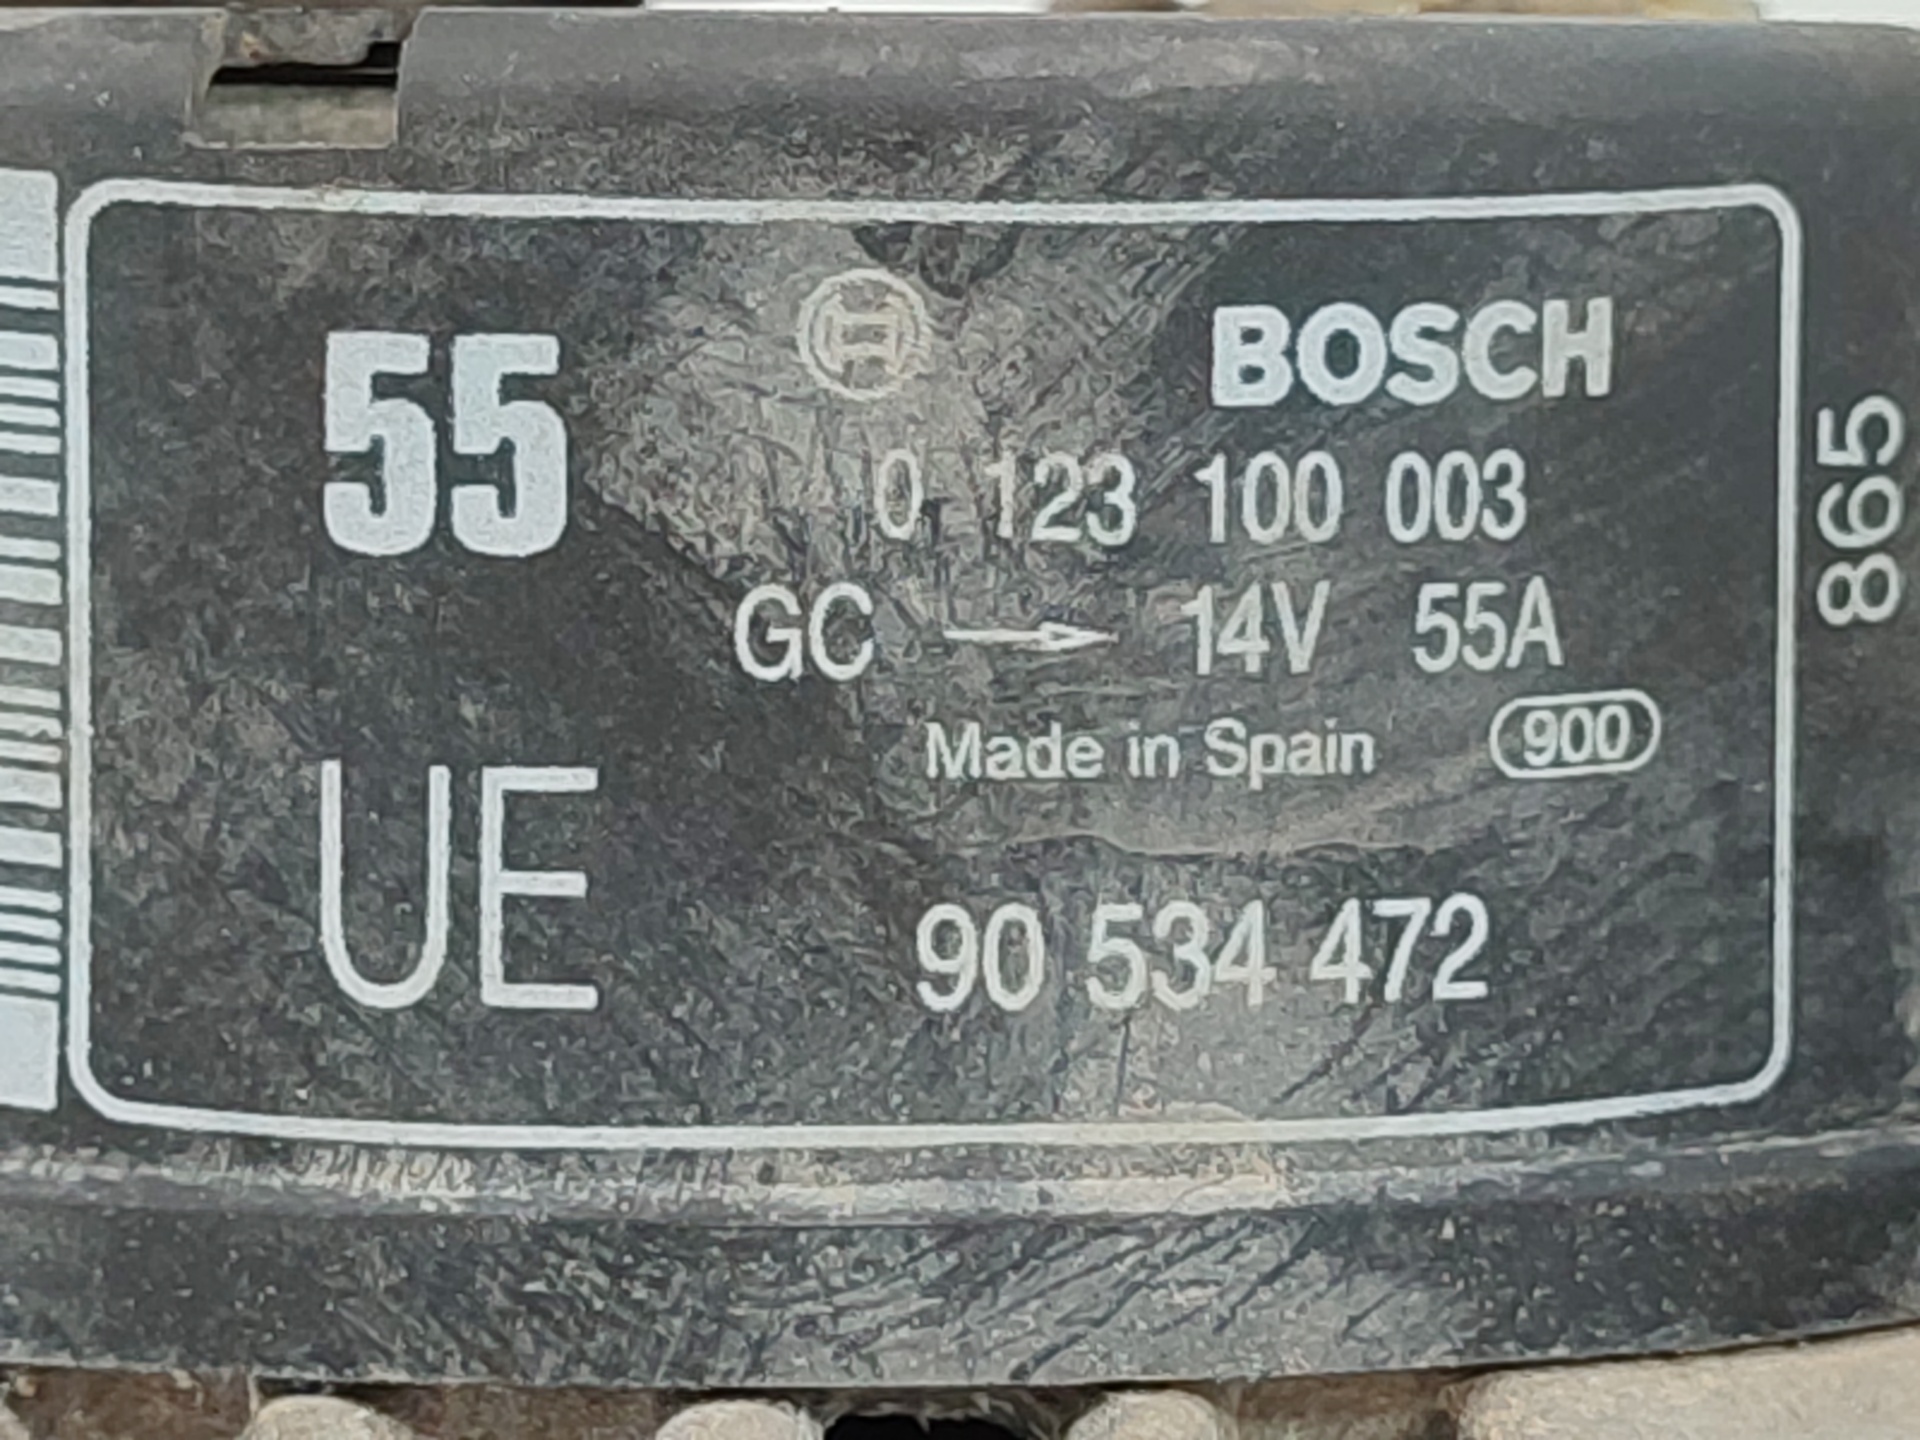 55
BOSCH
0 123 100 003
GC → 14V 55A
Made in Spain 900
UE
90 534 472
865